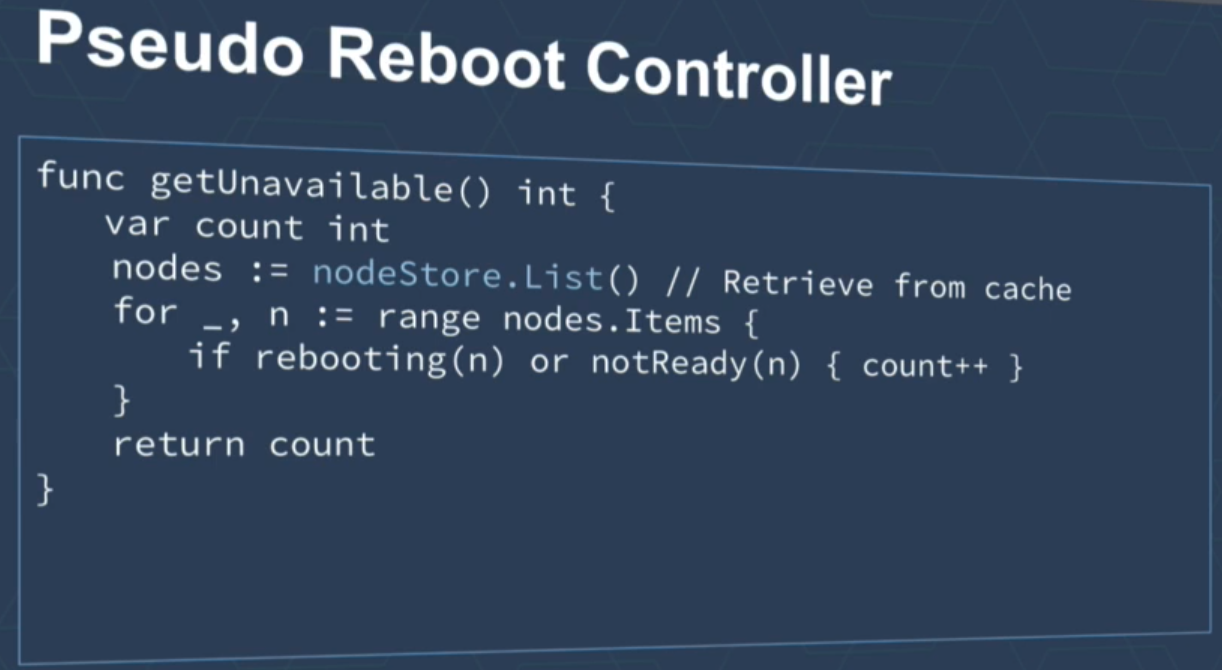 Pseudo Reboot Controller
func getUnavailable() int {
    var count int
    nodes := nodeStore.List() // Retrieve from cache
    for _, n := range nodes.Items {
        if rebooting(n) or notReady(n) { count++ }
    }
    return count
}